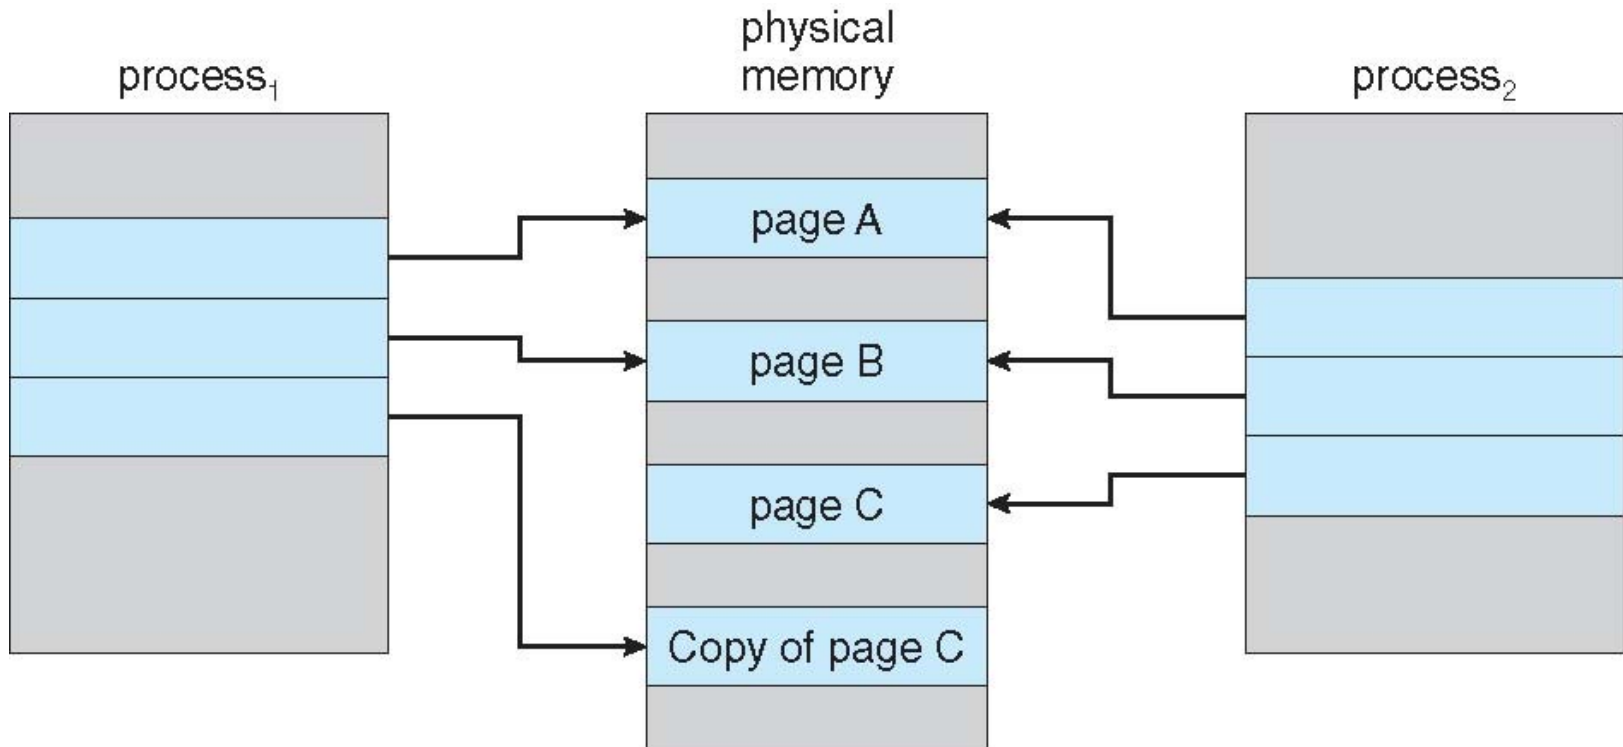 process₁
physical
memory
process₂
page A
page B
page C
Copy of page C